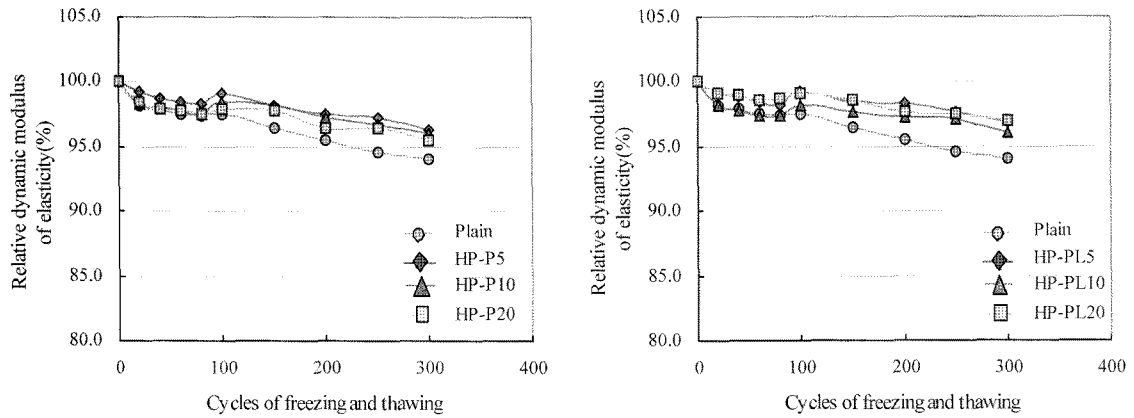 Relative dynamic modulus
of elasticity(%)
105.0
100.0
95.0
90.0
85.0
80.0
Plain
HP-P5
HP-P10
HP-P20
0
100
200
300
400
Cycles of freezing and thawing
Relative dynamic modulus
of elasticity(%)
105.0
100.0
95.0
90.0
85.0
80.0
Plain
HP-PL5
HP-PL10
HP-PL20
0
100
200
300
400
Cycles of freezing and thawing